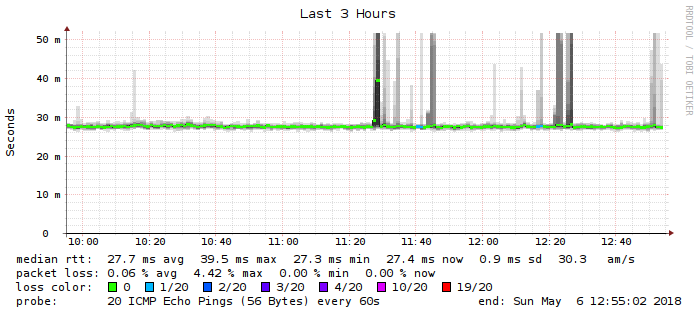 Last 3 Hours
RRDTOOL / TOBI OETIKER
Seconds
50 m
40 m
30 m
20 m
10 m
0
10:00 10:20 10:40 11:00 11:20 11:40 12:00 12:20 12:40
median rtt: 27.7 ms avg 39.5 ms max 27.3 ms min 27.4 ms now 0.9 ms sd 30.3 am/s
packet loss: 0.06 % avg 4.42 % max 0.00 % min 0.00 % now
loss color: 0 1/20 2/20 3/20 4/20 10/20 19/20
probe: 20 ICMP Echo Pings (56 Bytes) every 60s end: Sun May 6 12:55:02 2018